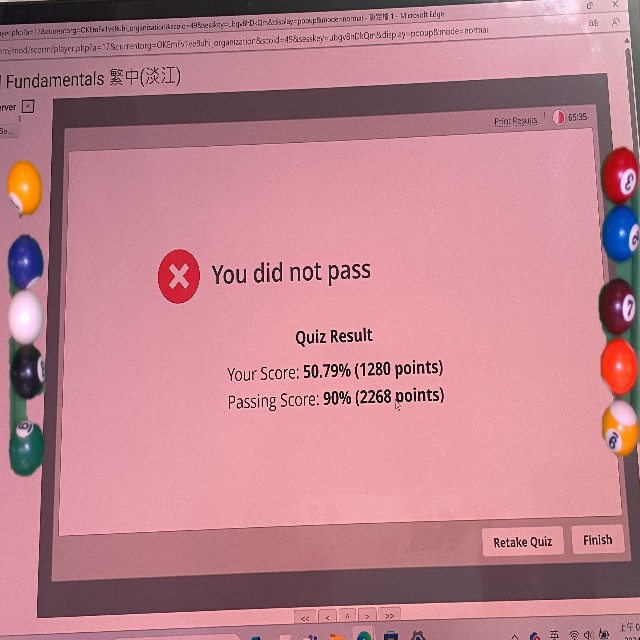 Fundamentals 繁中(淡江)
Print Results
65:35
You did not pass
Quiz Result
Your Score: 50.79% (1280 points)
Passing Score: 90% (2268 points)
Retake Quiz
Finish
<< < ^ > >>
英